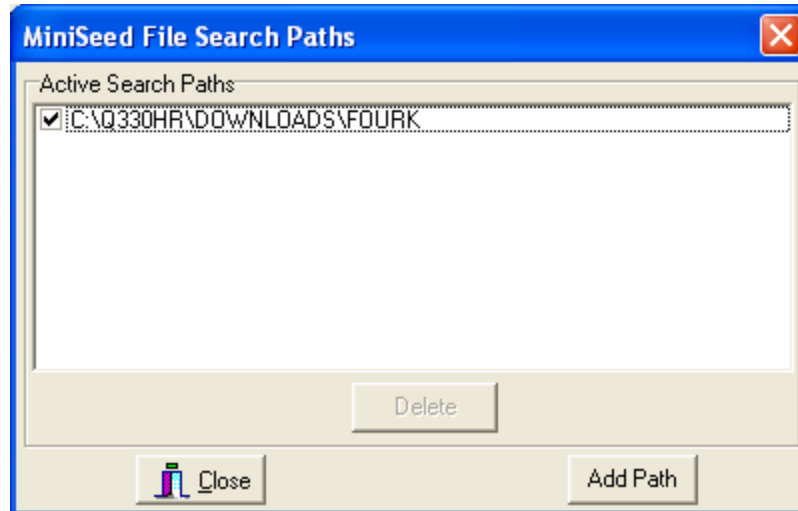 MiniSeed File Search Paths
Active Search Paths
C:\Q330HR\DOWNLOADS\FOURK
Delete
Close
Add Path